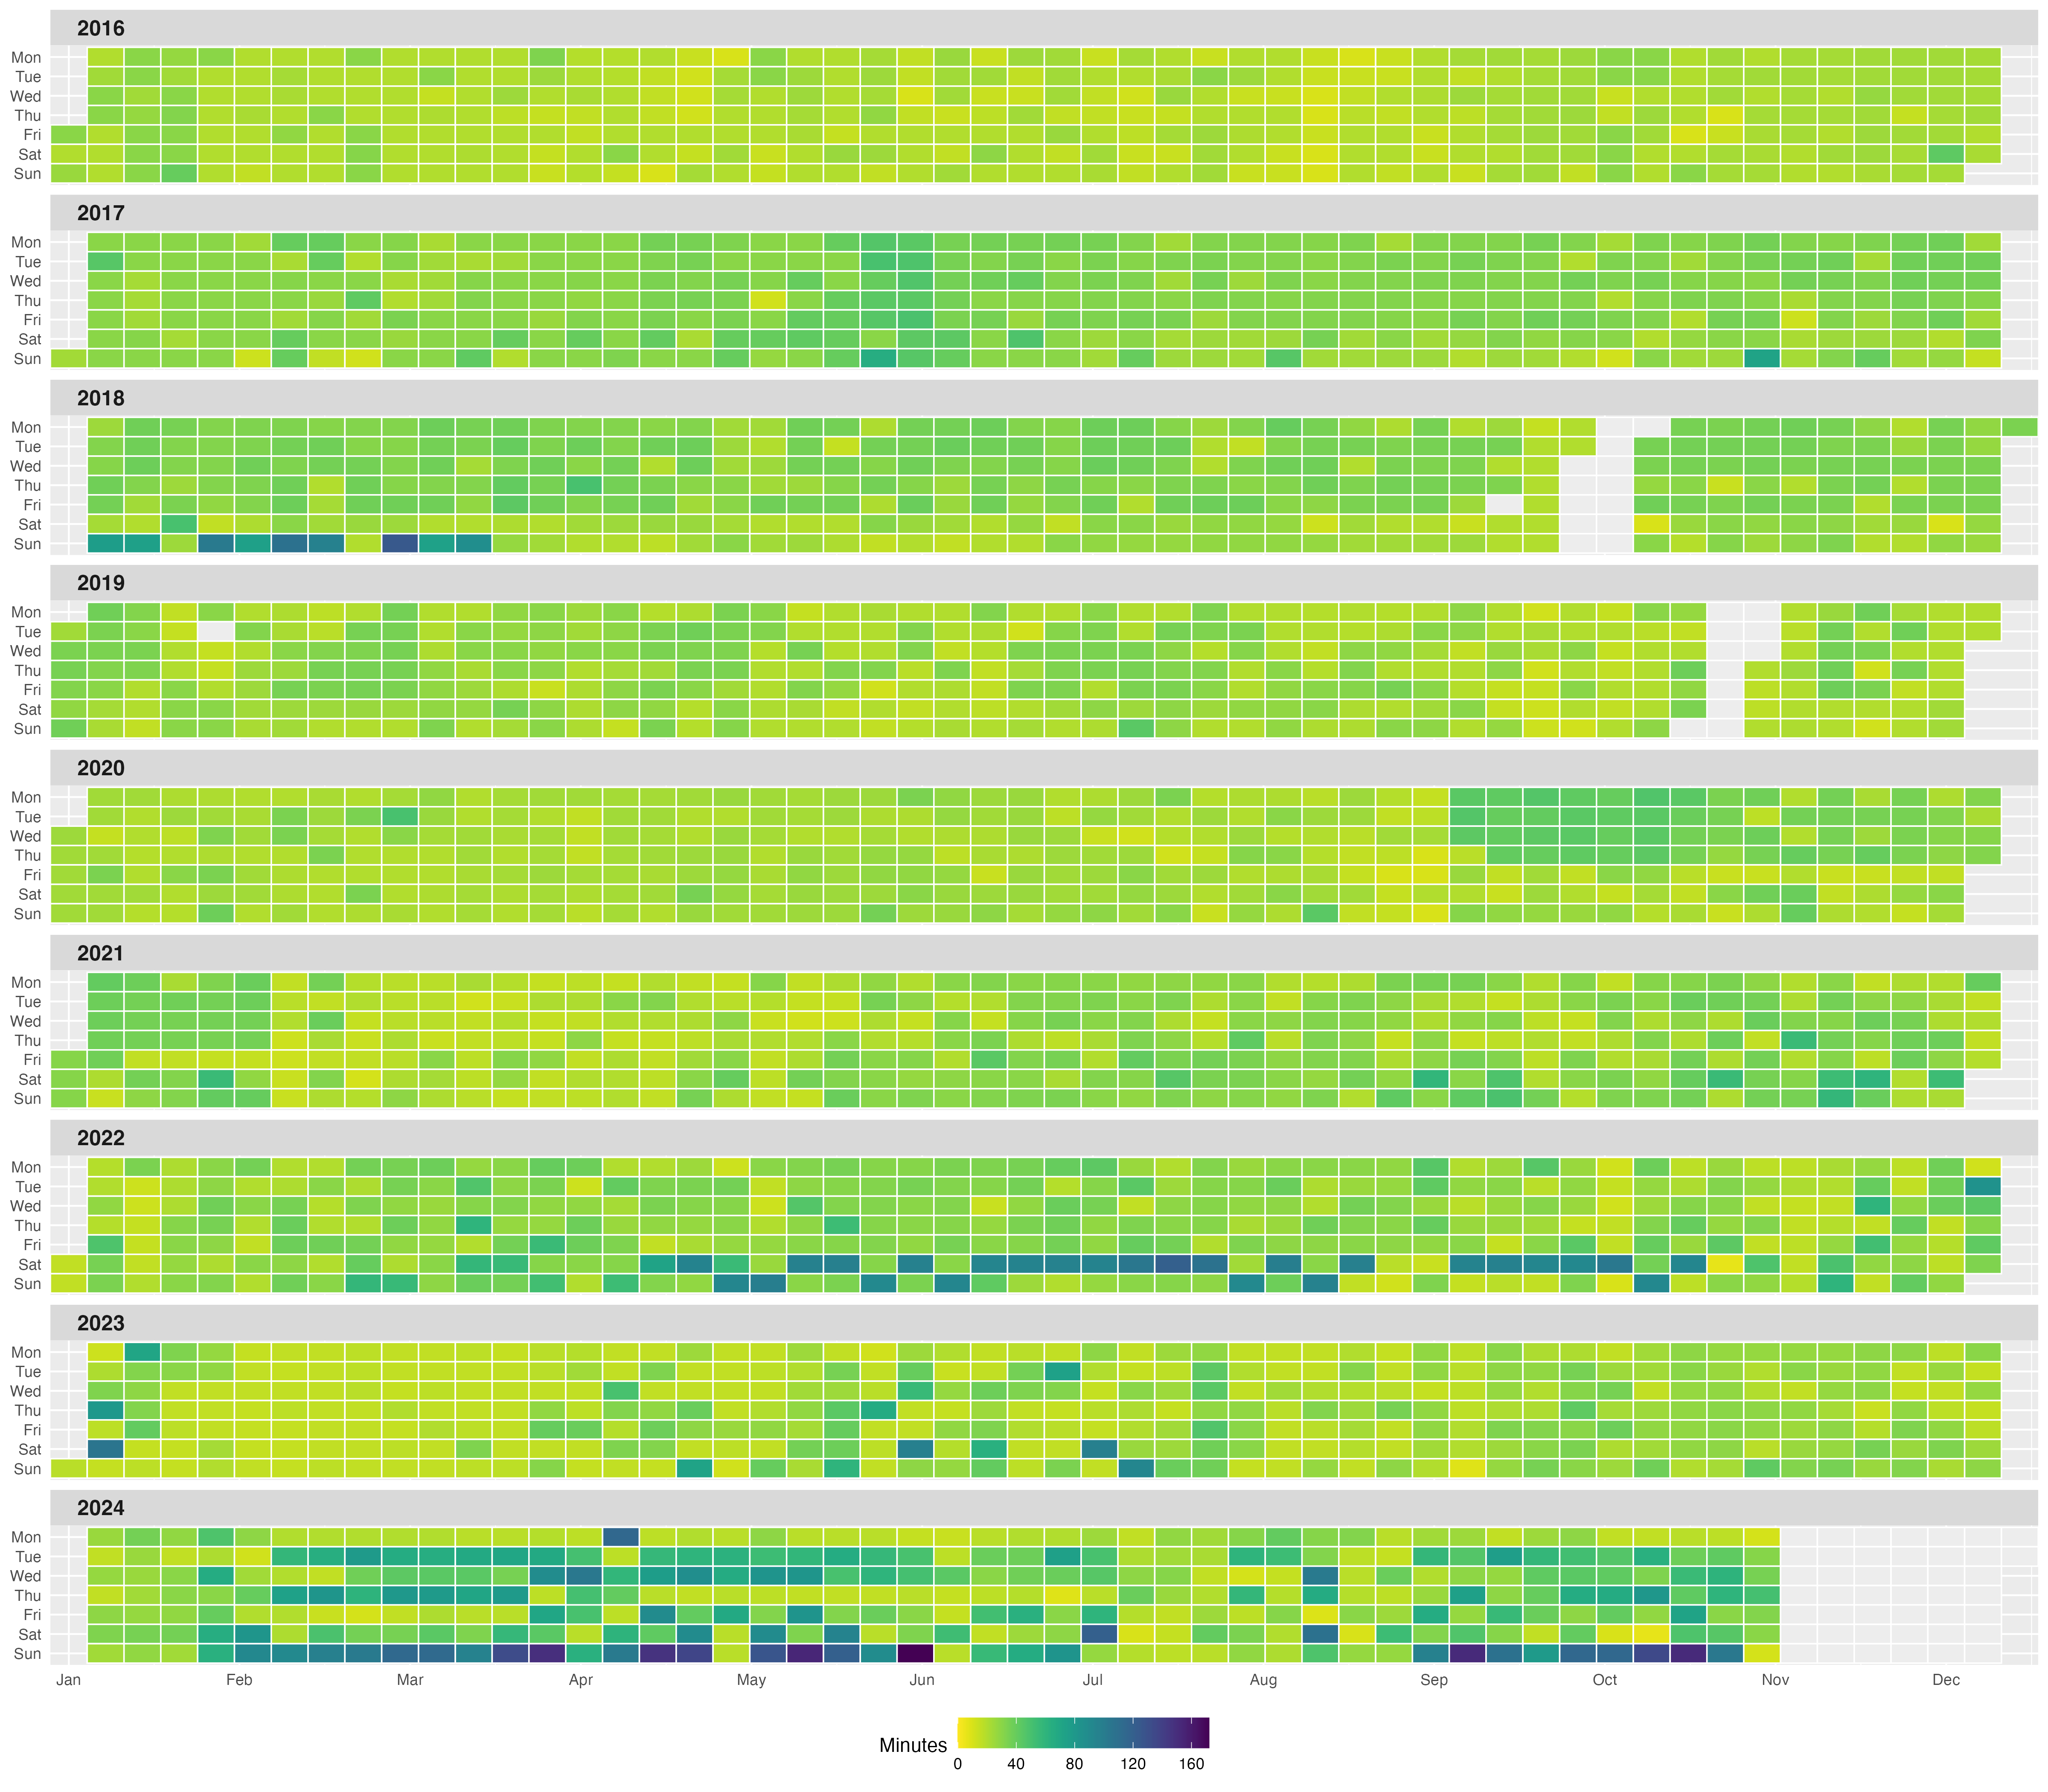 2016
Mon
Tue
Wed
Thu
Fri
Sat
Sun
2017
Mon
Tue
Wed
Thu
Fri
Sat
Sun
2018
Mon
Tue
Wed
Thu
Fri
Sat
Sun
2019
Mon
Tue
Wed
Thu
Fri
Sat
Sun
2020
Mon
Tue
Wed
Thu
Fri
Sat
Sun
2021
Mon
Tue
Wed
Thu
Fri
Sat
Sun
2022
Mon
Tue
Wed
Thu
Fri
Sat
Sun
2023
Mon
Tue
Wed
Thu
Fri
Sat
Sun
2024
Mon
Tue
Wed
Thu
Fri
Sat
Sun
Jan Feb Mar Apr May Jun Jul Aug Sep Oct Nov Dec
Minutes
0 40 80 120 160